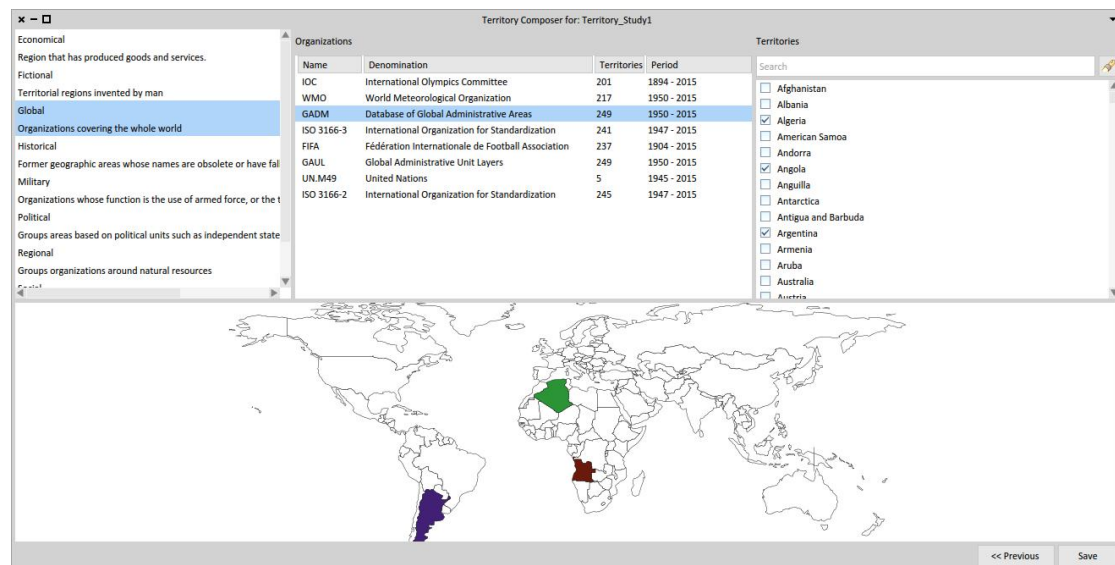 Territory Composer for: Territory_Study1
Economical
Region that has produced goods and services.
Fictional
Territorial regions invented by man
Global
Organizations covering the whole world
Historical
Former geographic areas whose names are obsolete or have fal
Military
Organizations whose function is the use of armed force, or the t
Political
Groups areas based on political units such as independent state
Regional
Groups organizations around natural resources
Social
Organizations
Name Denomination Territories Period
IOC International Olympics Committee 201 1894 - 2015
WMO World Meteorological Organization 217 1950 - 2015
GADM Database of Global Administrative Areas 249 1950 - 2015
ISO 3166-3 International Organization for Standardization 241 1947 - 2015
FIFA Fédération Internationale de Football Association 237 1904 - 2015
GAUL Global Administrative Unit Layers 249 1950 - 2015
UN.M49 United Nations 5 1945 - 2015
ISO 3166-2 International Organization for Standardization 245 1947 - 2015
Territories
Search
Afghanistan
Albania
Algeria
American Samoa
Andorra
Angola
Anguilla
Antarctica
Antigua and Barbuda
Argentina
Armenia
Aruba
Australia
Austria
<< Previous
Save